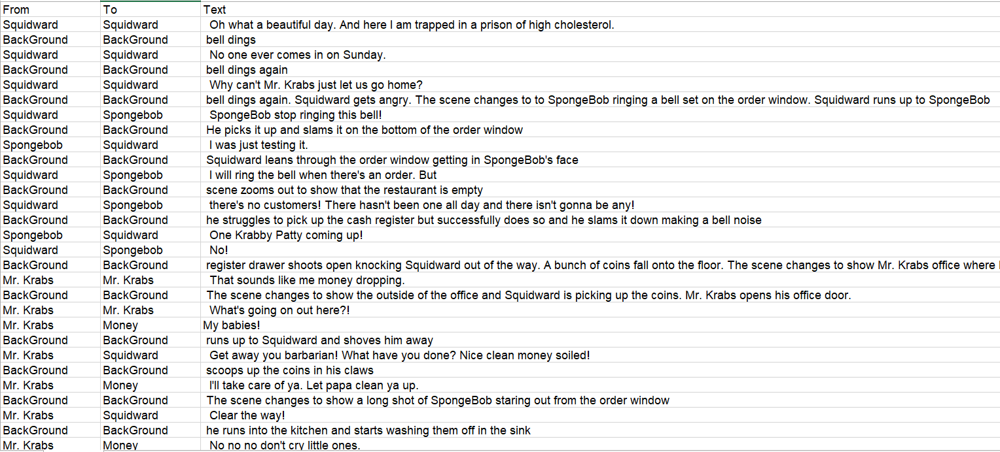 From To Text
Squidward Squidward Oh what a beautiful day. And here I am trapped in a prison of high cholesterol.
BackGround BackGround bell dings
Squidward Squidward No one ever comes in on Sunday.
BackGround BackGround bell dings again
Squidward Squidward Why can't Mr. Krabs just let us go home?
BackGround BackGround bell dings again. Squidward gets angry. The scene changes to to SpongeBob ringing a bell set on the order window. Squidward runs up to SpongeBob
Squidward Spongebob SpongeBob stop ringing this bell!
BackGround BackGround He picks it up and slams it on the bottom of the order window
Spongebob Squidward I was just testing it.
BackGround BackGround Squidward leans through the order window getting in SpongeBob's face
Squidward Spongebob I will ring the bell when there's an order. But
BackGround BackGround scene zooms out to show that the restaurant is empty
Squidward Spongebob there's no customers! There hasn't been one all day and there isn't gonna be any!
BackGround BackGround he struggles to pick up the cash register but successfully does so and he slams it down making a bell noise
Spongebob Squidward One Krabby Patty coming up!
Squidward Spongebob No!
BackGround BackGround register drawer shoots open knocking Squidward out of the way. A bunch of coins fall onto the floor. The scene changes to show Mr. Krabs office where
Mr. Krabs Mr. Krabs That sounds like me money dropping.
BackGround BackGround The scene changes to show the outside of the office and Squidward is picking up the coins. Mr. Krabs opens his office door.
Mr. Krabs Mr. Krabs What's going on out here?!
Mr. Krabs Money My babies!
BackGround BackGround runs up to Squidward and shoves him away
Mr. Krabs Squidward Get away you barbarian! What have you done? Nice clean money soiled!
BackGround BackGround scoops up the coins in his claws
Mr. Krabs Money I'll take care of ya. Let papa clean ya up.
BackGround BackGround The scene changes to show a long shot of SpongeBob staring out from the order window
Mr. Krabs Squidward Clear the way!
BackGround BackGround he runs into the kitchen and starts washing them off in the sink
Mr. Krabs Money No no no don't cry little ones.